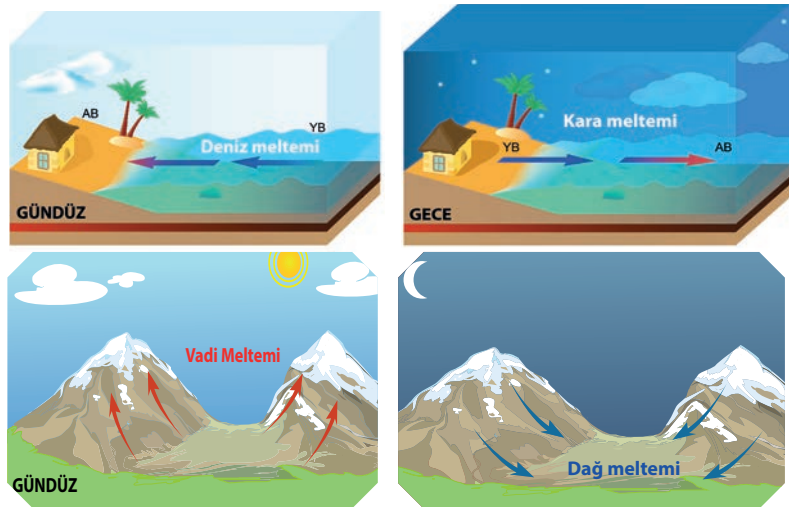 AB
YB
Deniz meltemi
GÜNDÜZ
Kara meltemi
YB
AB
GECE
Vadi Meltemi
GÜNDÜZ
Dağ meltemi